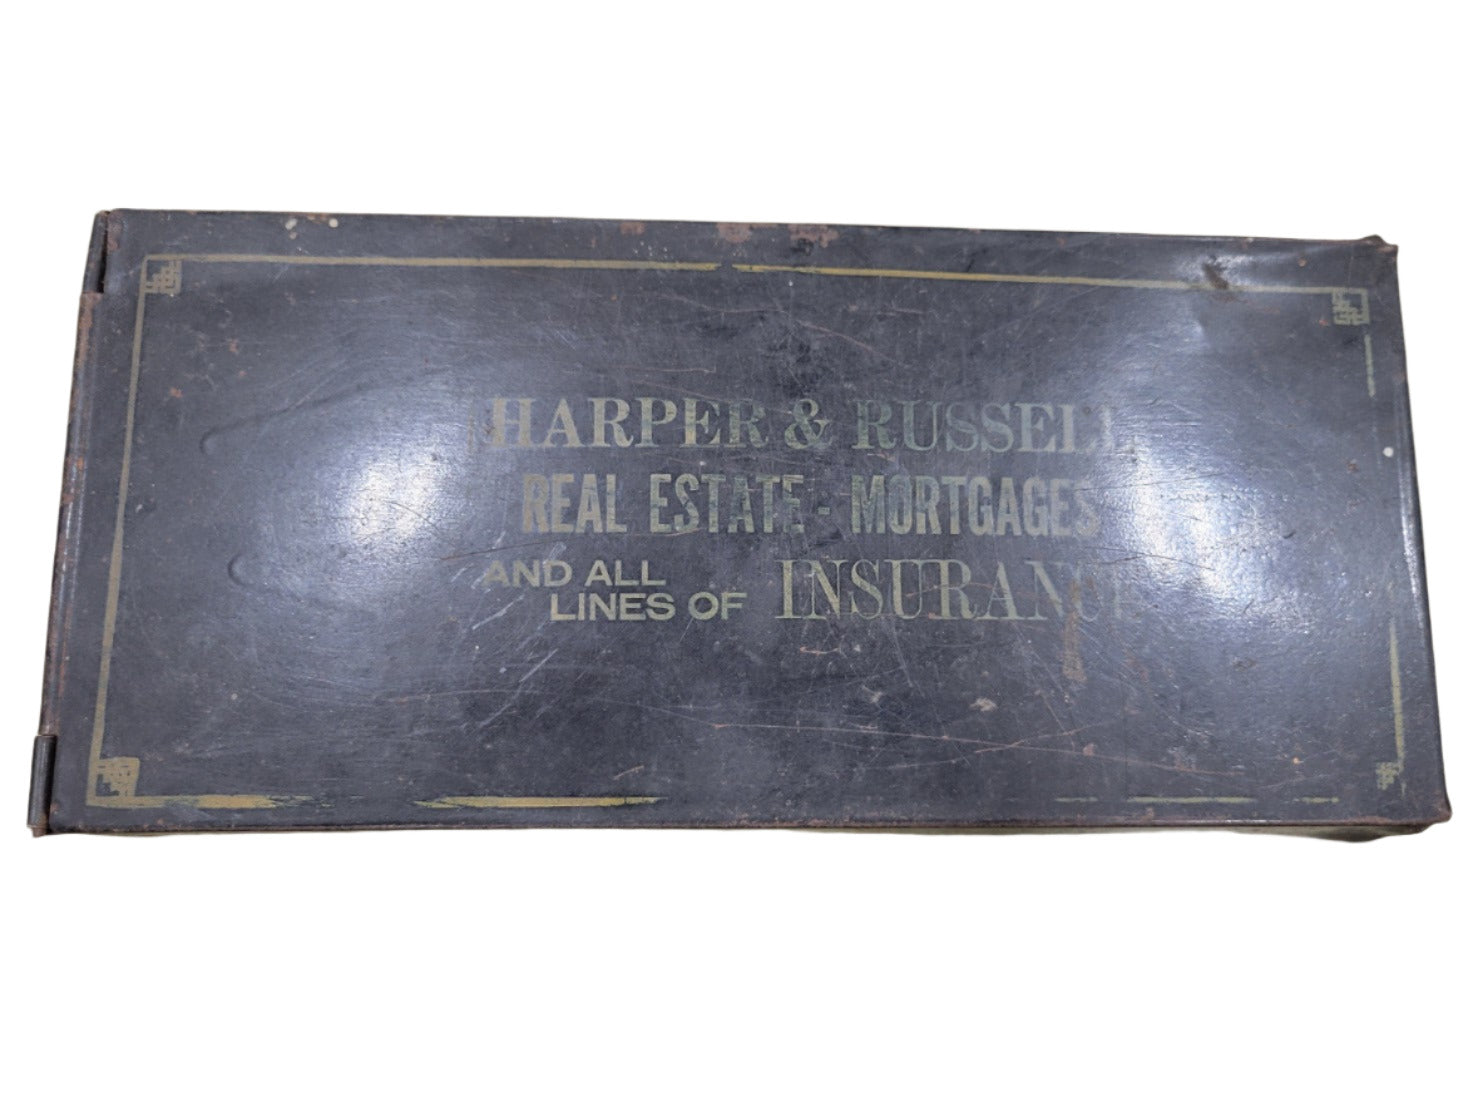 HARPER & RUSSELL
REAL ESTATE - MORTGAGES
AND ALL
LINES OF INSURANCE